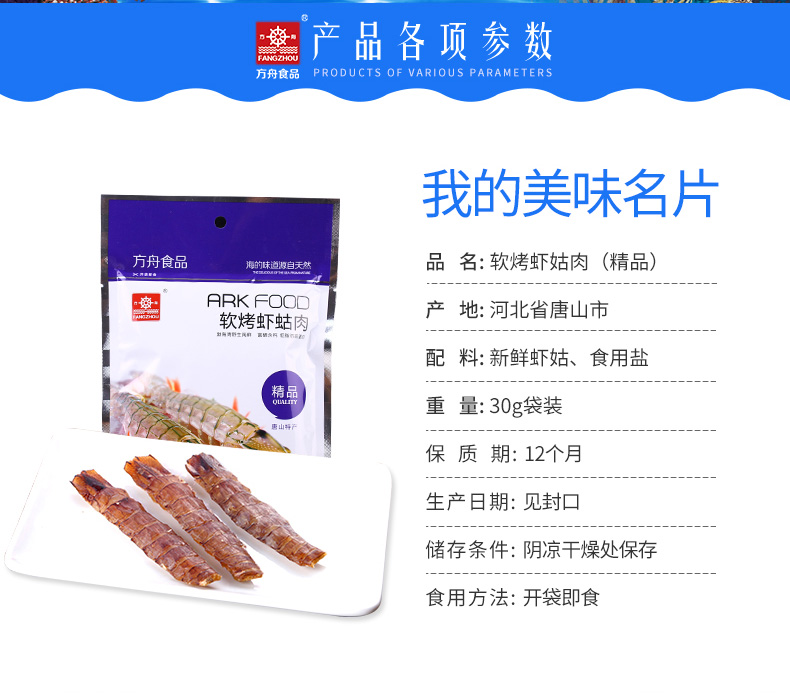 方 舟
FANGZHOU
®
方舟食品
产品各项参数
PRODUCTS OF VARIOUS PARAMETERS
我的美味名片
品 名: 软烤虾姑肉（精品）
产 地: 河北省唐山市
配 料: 新鲜虾姑、食用盐
重 量: 30g袋装
保 质 期: 12个月
生产日期: 见封口
储存条件: 阴凉干燥处保存
食用方法: 开袋即食
方舟食品
海的味道源自天然
方 舟
FANGZHOU
®
ARK FOOD
软烤虾蛄肉
精品
QUALITY
唐山特产